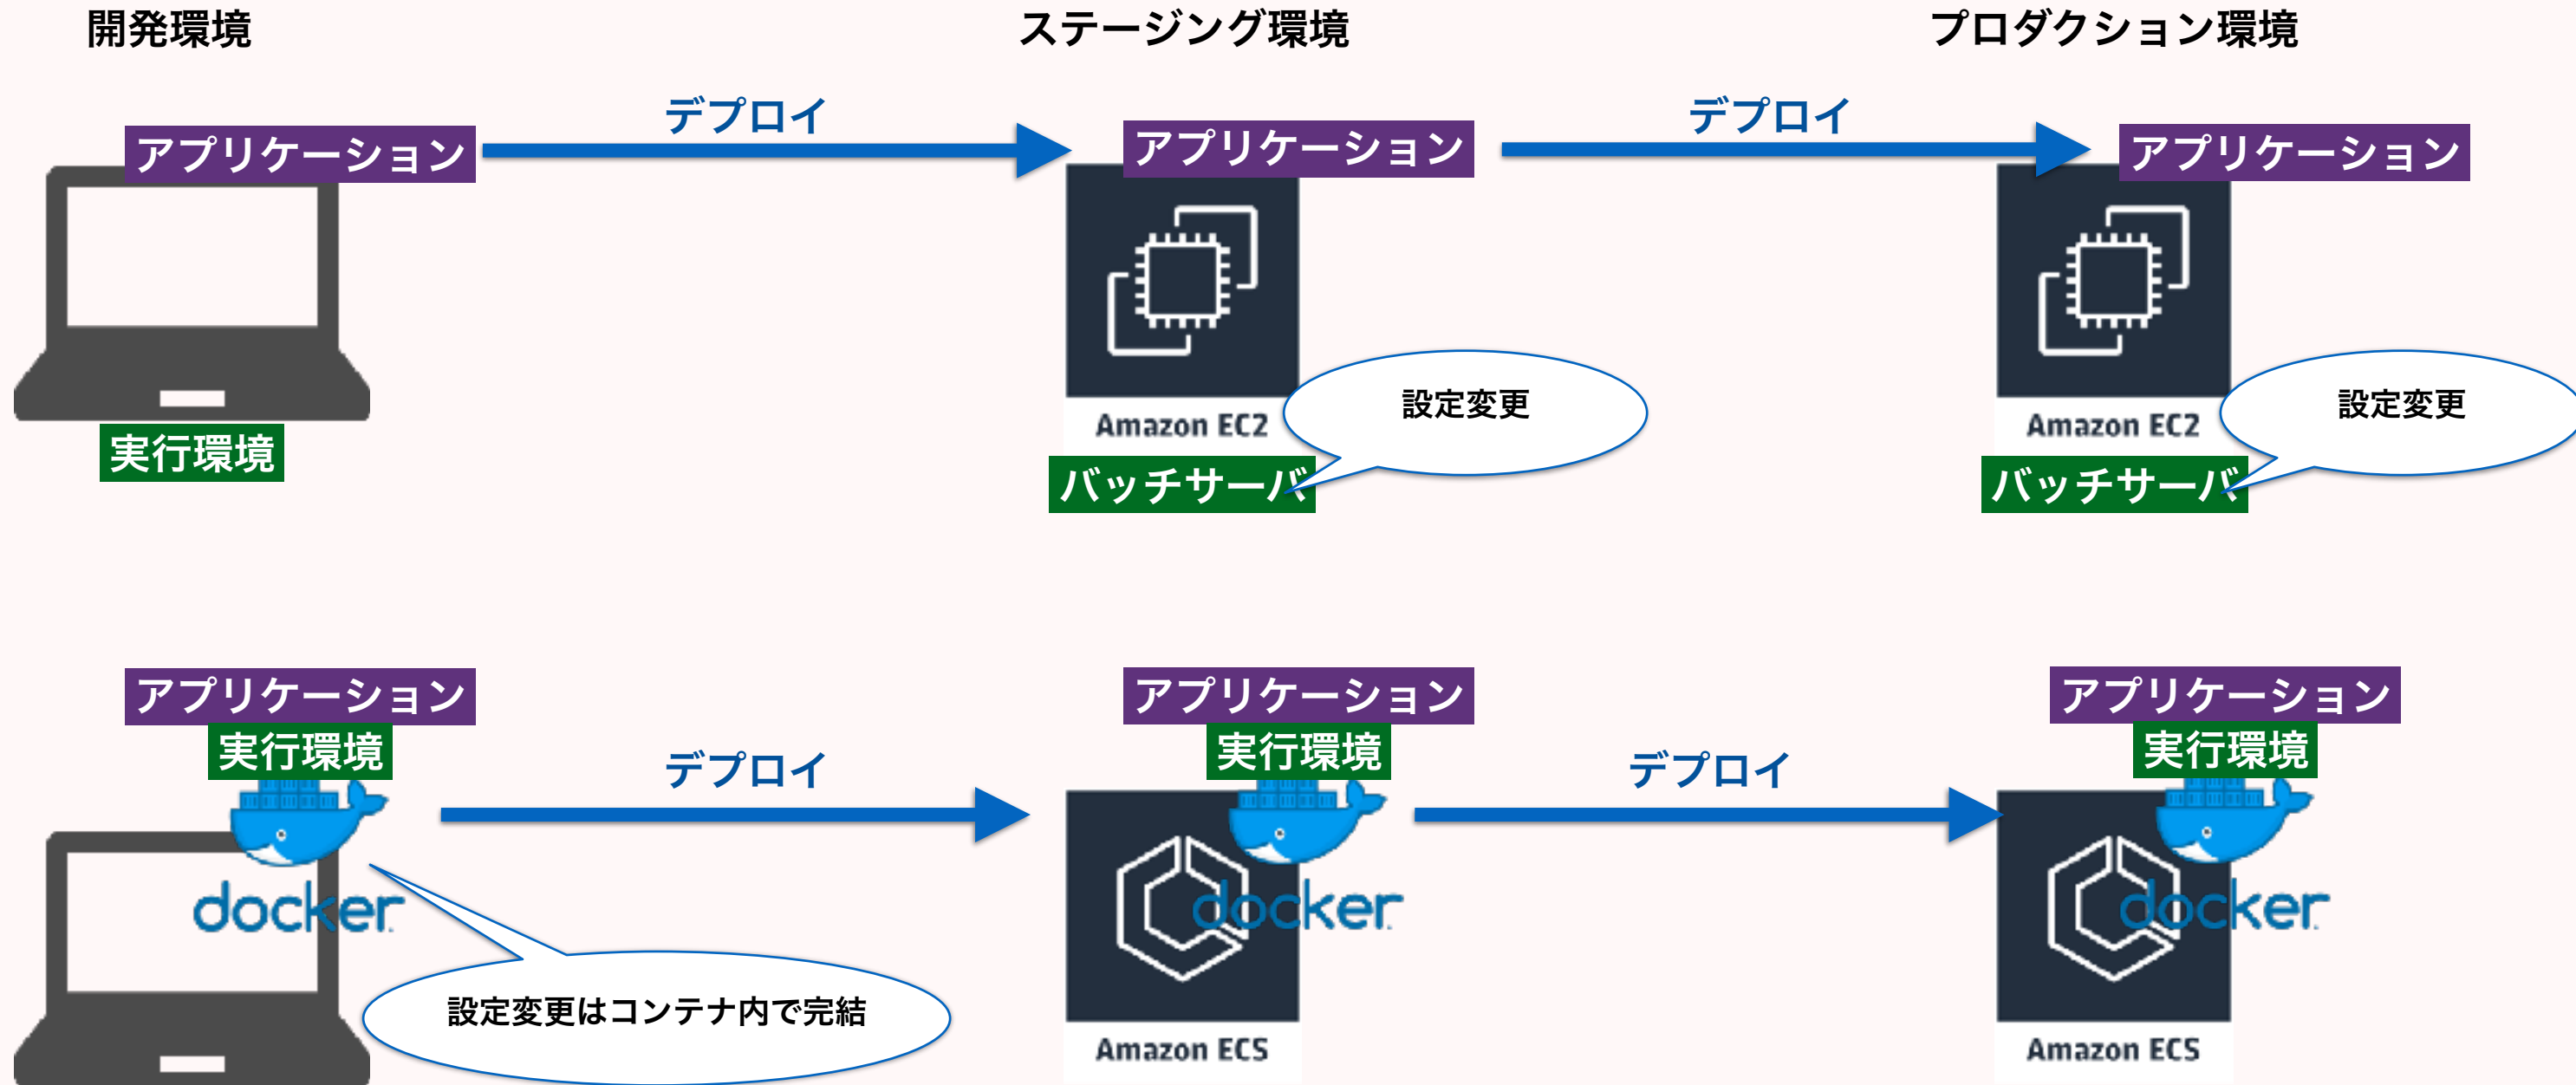 開発環境
ステージング環境
プロダクション環境
デプロイ
デプロイ
アプリケーション
アプリケーション
アプリケーション
設定変更
設定変更
Amazon EC2
Amazon EC2
実行環境
バッチサーバ
バッチサーバ
アプリケーション
アプリケーション
アプリケーション
実行環境
実行環境
実行環境
デプロイ
デプロイ
docker
docker
docker
設定変更はコンテナ内で完結
Amazon ECS
Amazon ECS